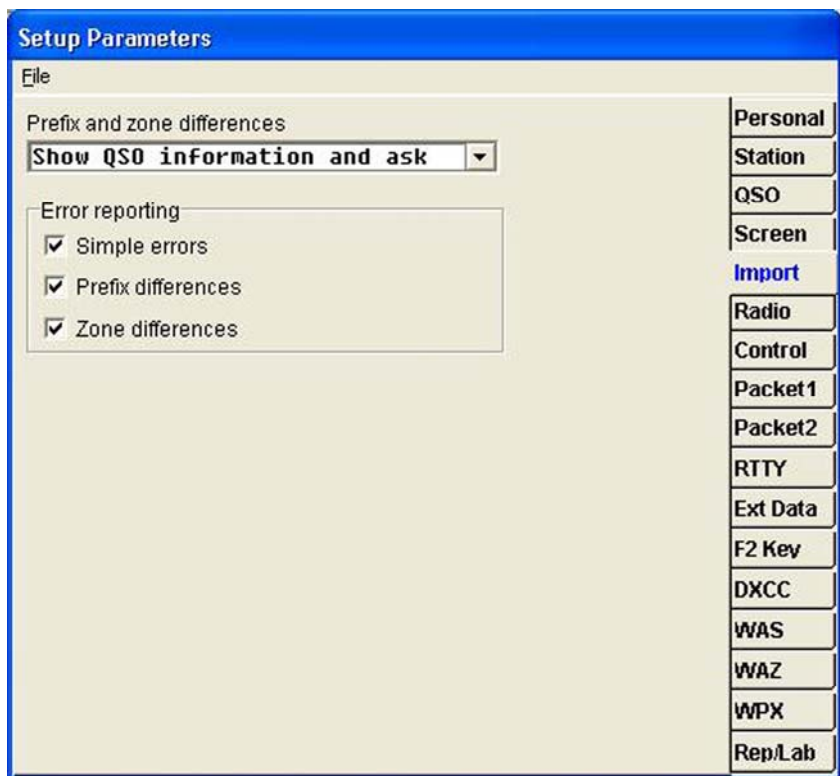 Setup Parameters
File
Prefix and zone differences
Show QSO information and ask
Error reporting
Simple errors
Prefix differences
Zone differences
Personal
Station
QSO
Screen
Import
Radio
Control
Packet1
Packet2
RTTY
Ext Data
F2 Key
DXCC
WAS
WAZ
WPX
Rep/Lab